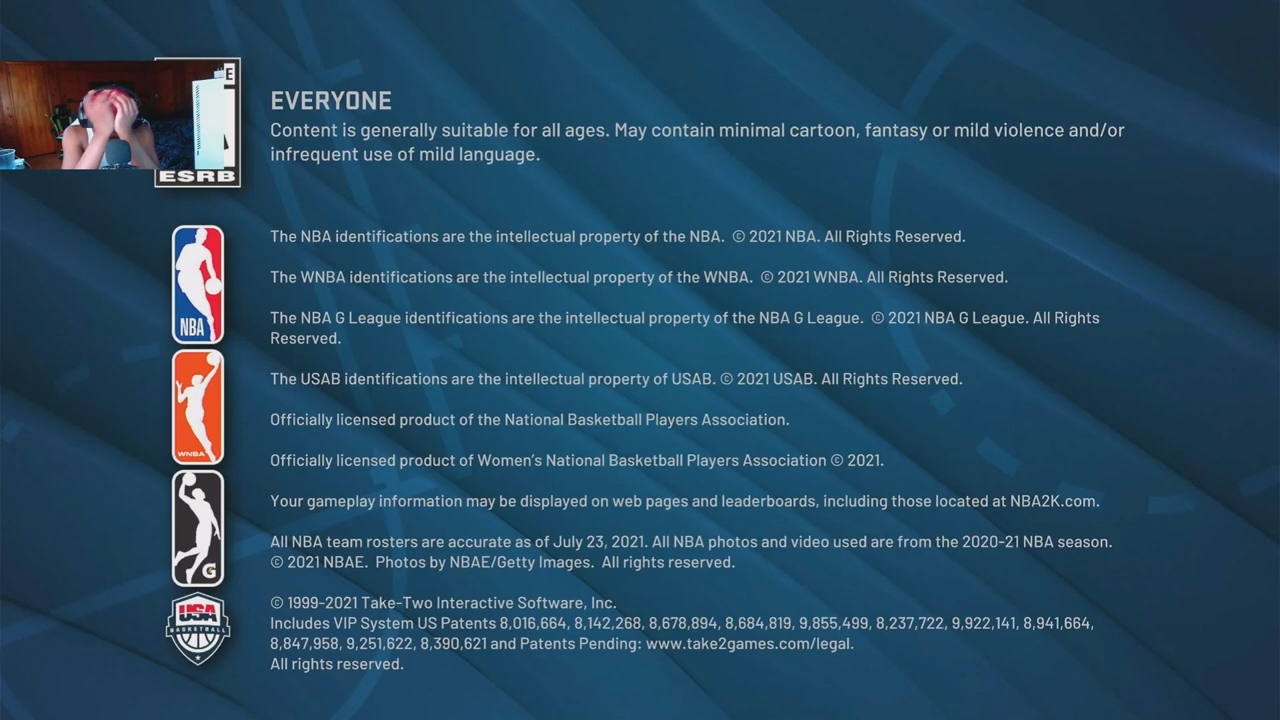 E
EVERYONE
Content is generally suitable for all ages. May contain minimal cartoon, fantasy or mild violence and/or
infrequent use of mild language.
ESRB
The NBA identifications are the intellectual property of the NBA. © 2021 NBA. All Rights Reserved.
The WNBA identifications are the intellectual property of the WNBA. © 2021 WNBA. All Rights Reserved.
The NBA G League identifications are the intellectual property of the NBA G League. © 2021 NBA G League. All Rights
Reserved.
NBA
The USAB identifications are the intellectual property of USAB. © 2021 USAB. All Rights Reserved.
Officially licensed product of the National Basketball Players Association.
WNBA
Officially licensed product of Women's National Basketball Players Association © 2021.
Your gameplay information may be displayed on web pages and leaderboards, including those located at NBA2K.com.
All NBA team rosters are accurate as of July 23, 2021. All NBA photos and video used are from the 2020-21 NBA season.
© 2021 NBAE. Photos by NBAE/Getty Images. All rights reserved.
G
© 1999-2021 Take-Two Interactive Software, Inc.
Includes VIP System US Patents 8,016,664, 8,142,268, 8,678,894, 8,684,819, 9,855,499, 8,237,722, 9,922,141, 8,941,664,
8,847,958, 9,251,622, 8,390,621 and Patents Pending: www.take2games.com/legal.
All rights reserved.
USA
BASKETBALL